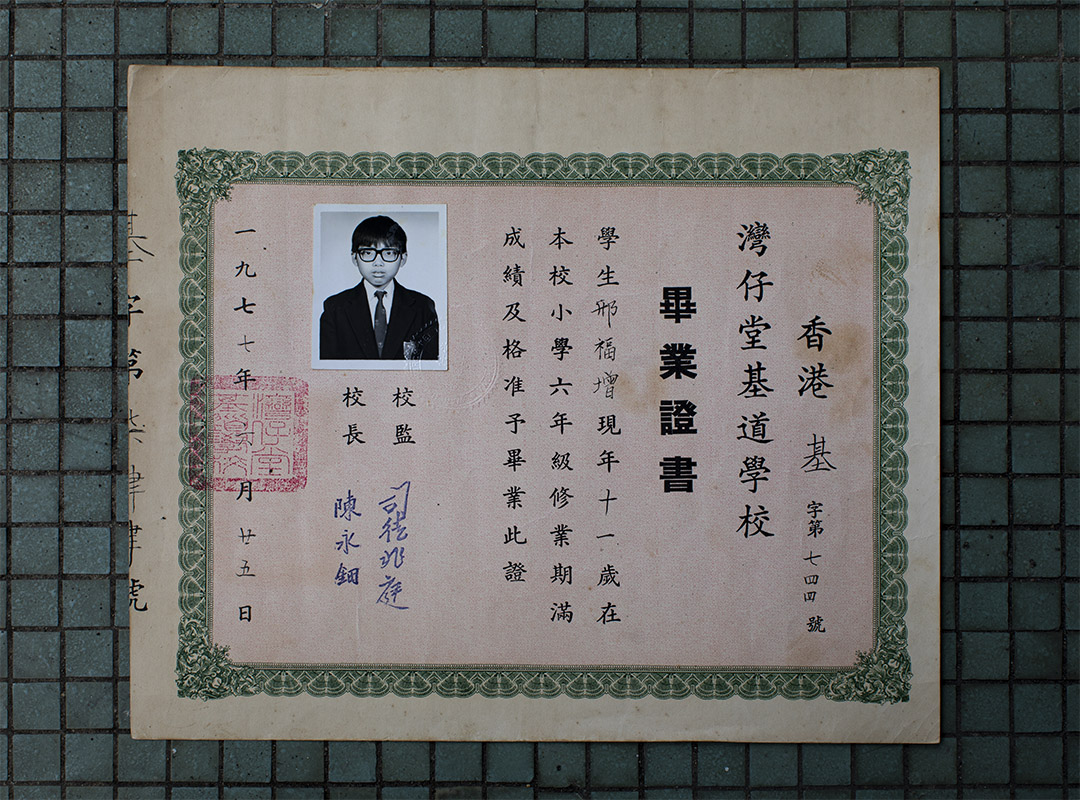 香港 基 字第七四四號
灣仔堂基道學校
畢業證書
學生邢福增現年十一歲在
本校小學六年級修業期滿
成績及格准予畢業此證
校監 司徒庭
校長 陳永鈿
一九七七年 月廿五日
灣仔堂
基道學校
基字第柒肆肆號